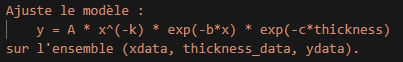 Ajuste le modèle :
y = A * x^(-k) * exp(-b*x) * exp(-c*thickness)
sur l'ensemble (xdata, thickness_data, ydata).